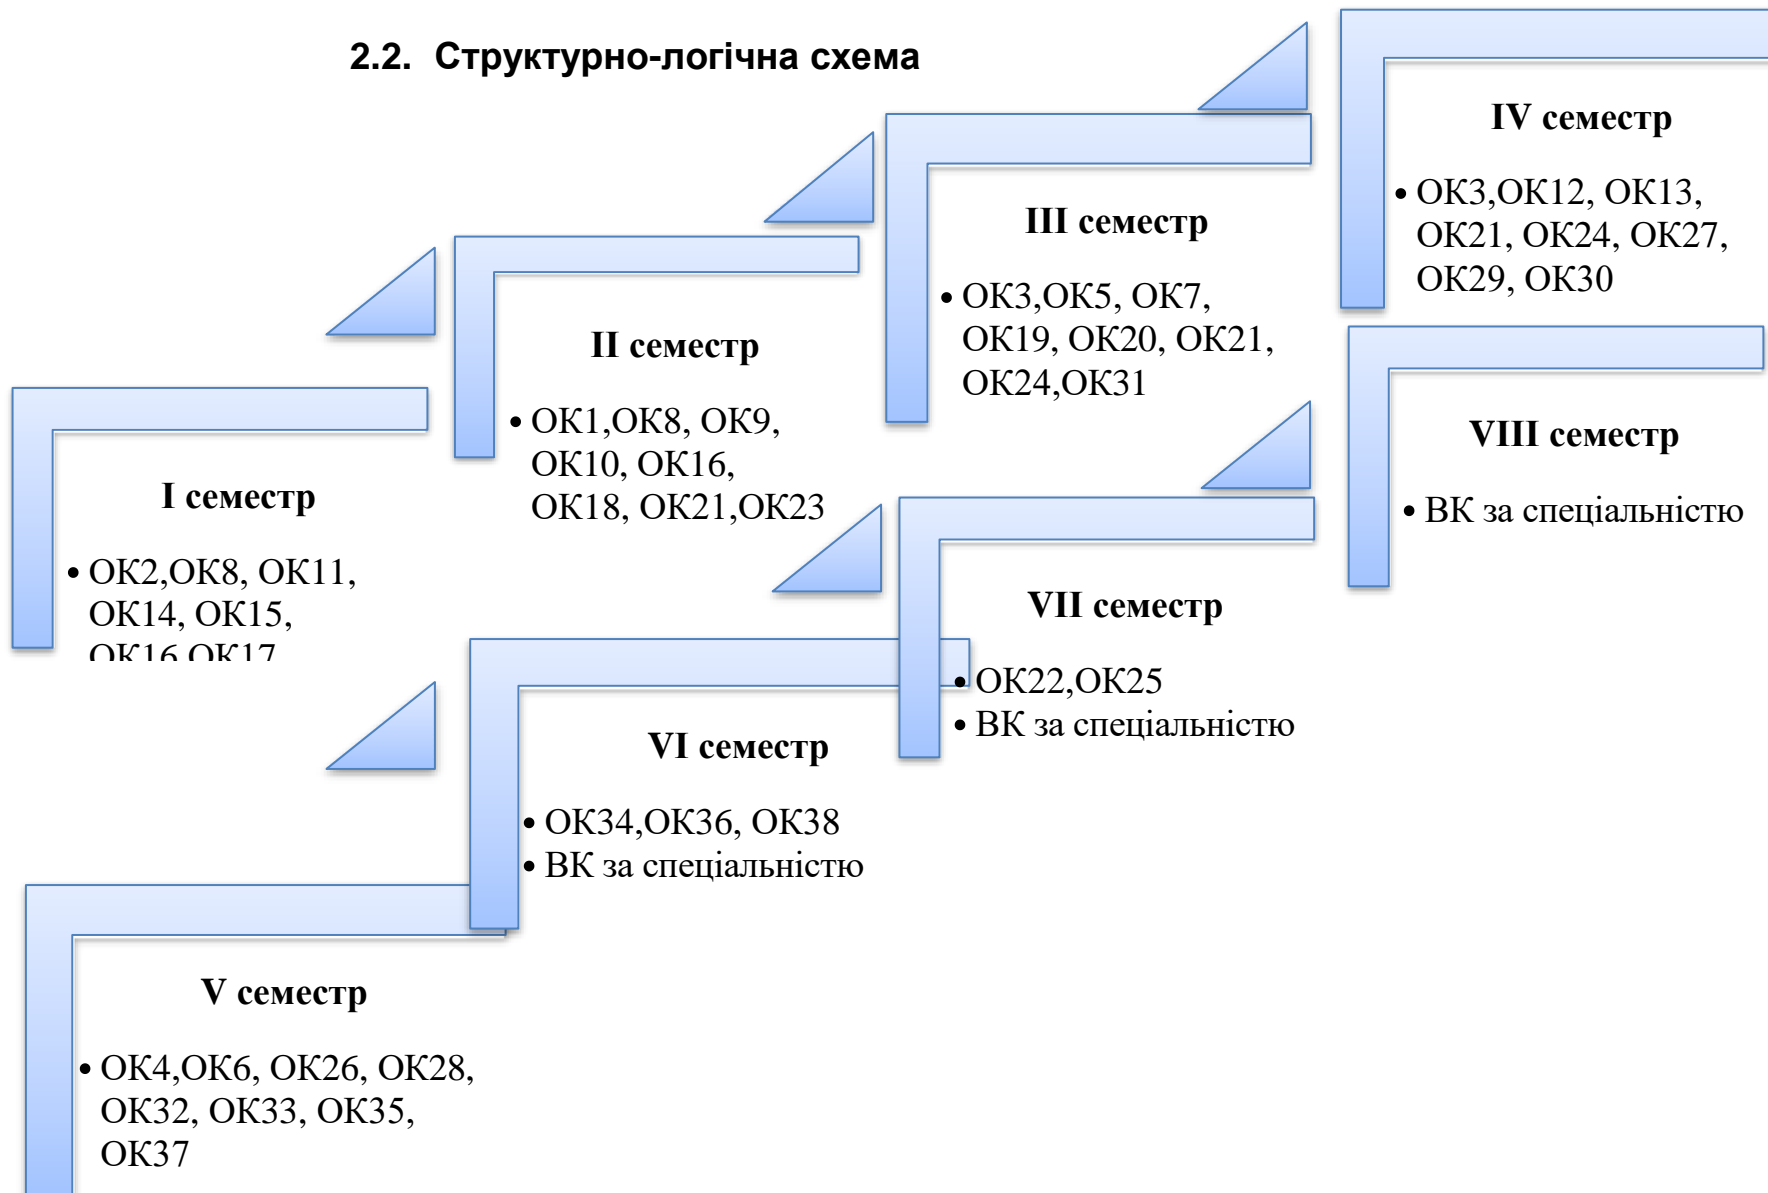 2.2. Структурно-логічна схема
I семестр
• ОК2,ОК8, ОК11,
ОК14, ОК15,
ОК16,ОК17
II семестр
• ОК1,ОК8, ОК9,
ОК10, ОК16,
ОК18, ОК21,ОК23
III семестр
• ОК3,ОК5, ОК7,
ОК19, ОК20, ОК21,
ОК24,ОК31
IV семестр
• ОК3,ОК12, ОК13,
ОК21, ОК24, ОК27,
ОК29, ОК30
V семестр
• ОК4,ОК6, ОК26, ОК28,
ОК32, ОК33, ОК35,
ОК37
VI семестр
• ОК34,ОК36, ОК38
• ВК за спеціальністю
VII семестр
• ОК22,ОК25
• ВК за спеціальністю
VIII семестр
• ВК за спеціальністю